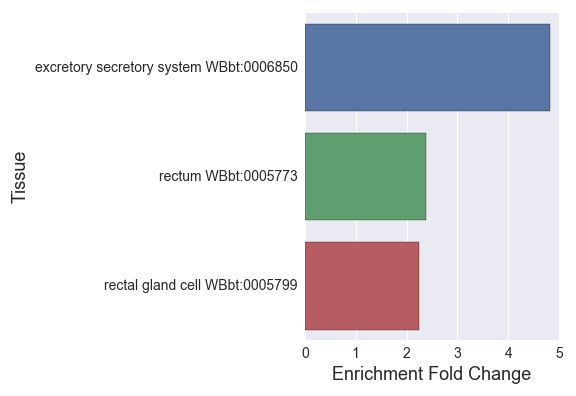 excretory secretory system WBbt:0006850
rectum WBbt:0005773
rectal gland cell WBbt:0005799
Tissue
0 1 2 3 4 5
Enrichment Fold Change